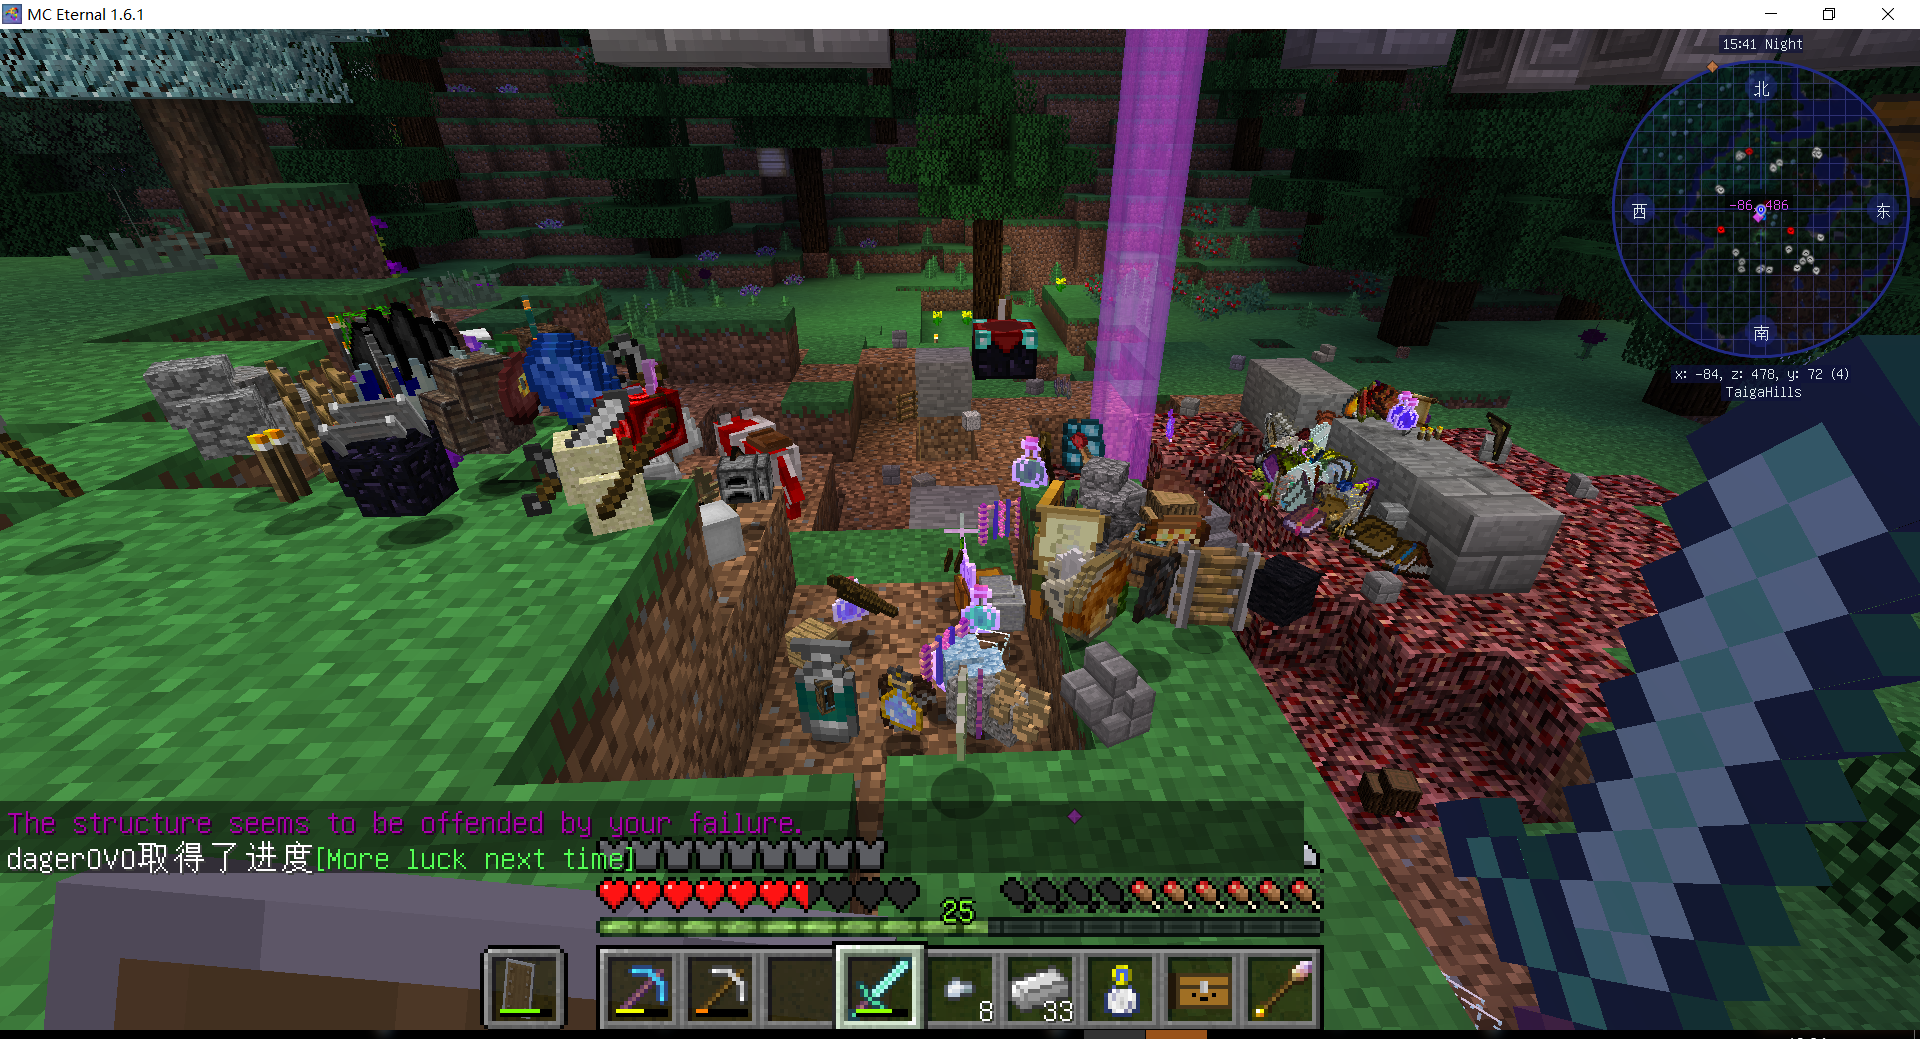 MC Eternal 1.6.1
15:41 Night
北
西
-86, 486
东
南
x: -84, z: 478, y: 72 (4)
TaigaHills
The structure seems to be offended by your failure.
dagerOVO取得了进度[More luck next time]
25
8
33